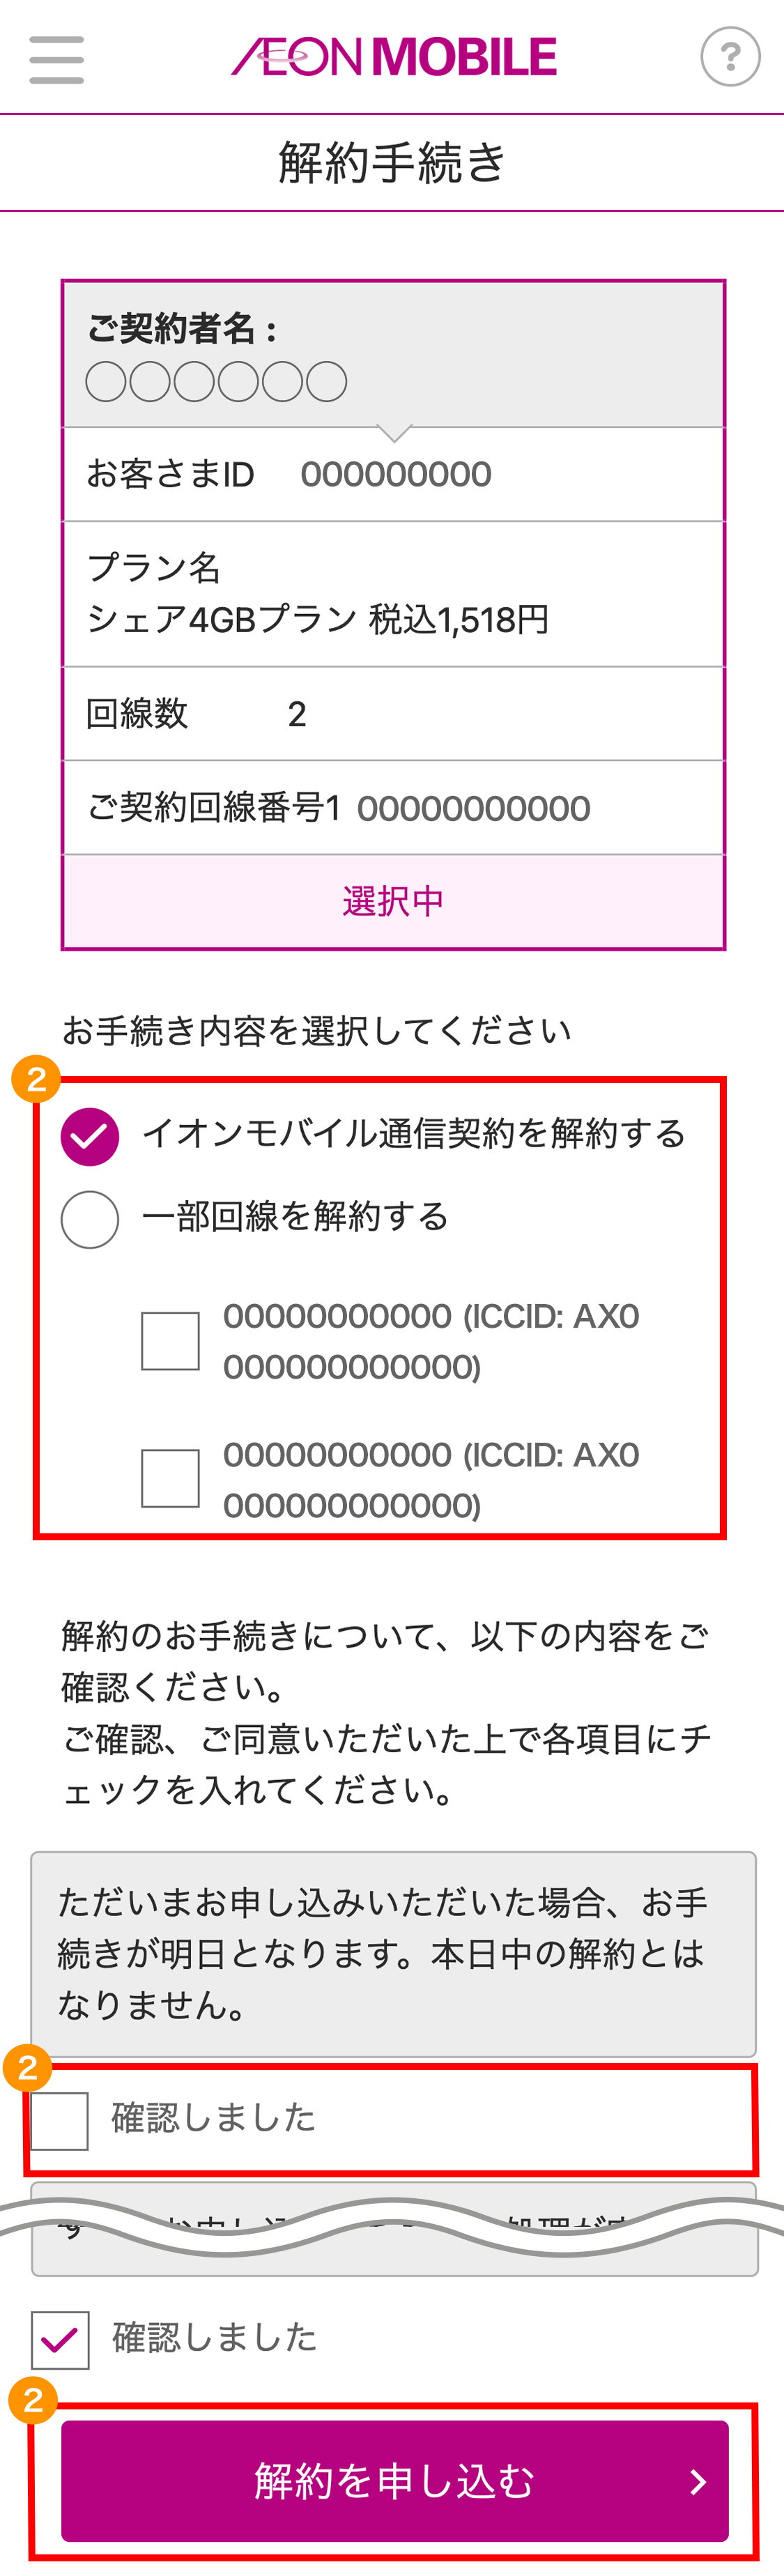 ÆON MOBILE
?
解約手続き
ご契約者名：
○○○○○○
お客さまID 000000000
プラン名
シェア4GBプラン 税込1,518円
回線数 2
ご契約回線番号1 00000000000
選択中
お手続き内容を選択してください
2
イオンモバイル通信契約を解約する
一部回線を解約する
00000000000 (ICCID: AX0
000000000000)
00000000000 (ICCID: AX0
000000000000)
解約のお手続きについて、以下の内容をご
確認ください。
ご確認、ご同意いただいた上で各項目にチ
ェックを入れてください。
ただいまお申し込みいただいた場合、お手
続きが明日となります。本日中の解約とは
なりません。
2
確認しました
確認しました
2
解約を申し込む